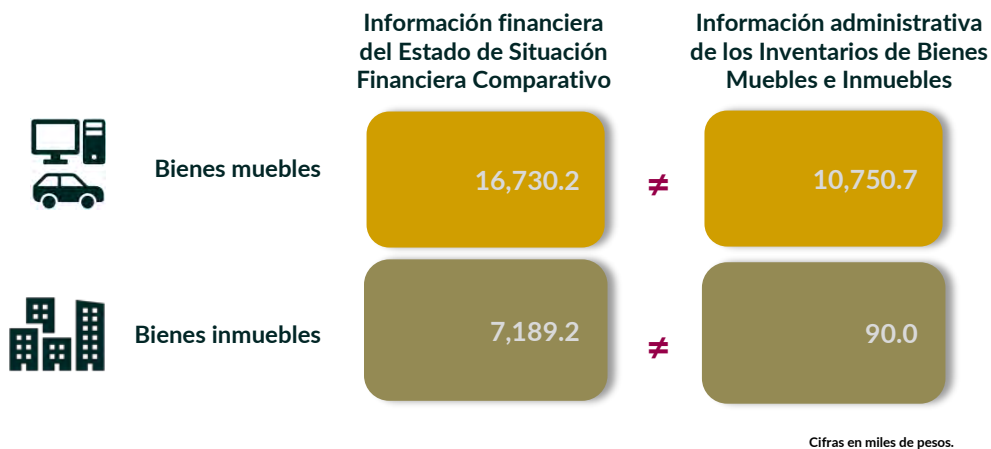 Información financiera
del Estado de Situación
Financiera Comparativo
Información administrativa
de los Inventarios de Bienes
Muebles e Inmuebles
Bienes muebles
16,730.2
≠
10,750.7
Bienes inmuebles
7,189.2
≠
90.0
Cifras en miles de pesos.